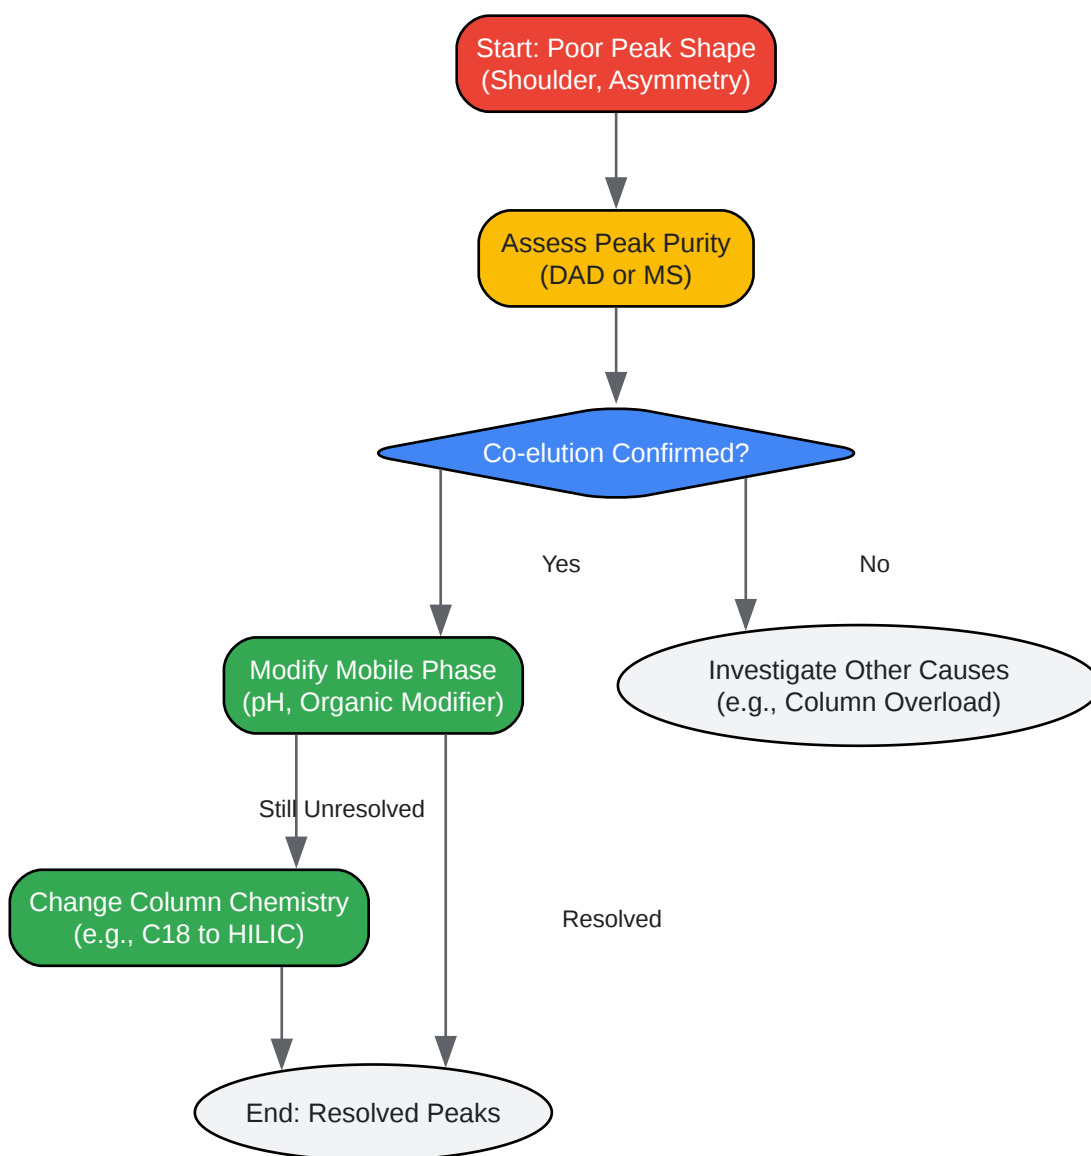 Start: Poor Peak Shape
(Shoulder, Asymmetry)
Assess Peak Purity
(DAD or MS)
Co-elution Confirmed?
Yes
No
Modify Mobile Phase
(pH, Organic Modifier)
Investigate Other Causes
(e.g., Column Overload)
Still Unresolved
Change Column Chemistry
(e.g., C18 to HILIC)
Resolved
End: Resolved Peaks